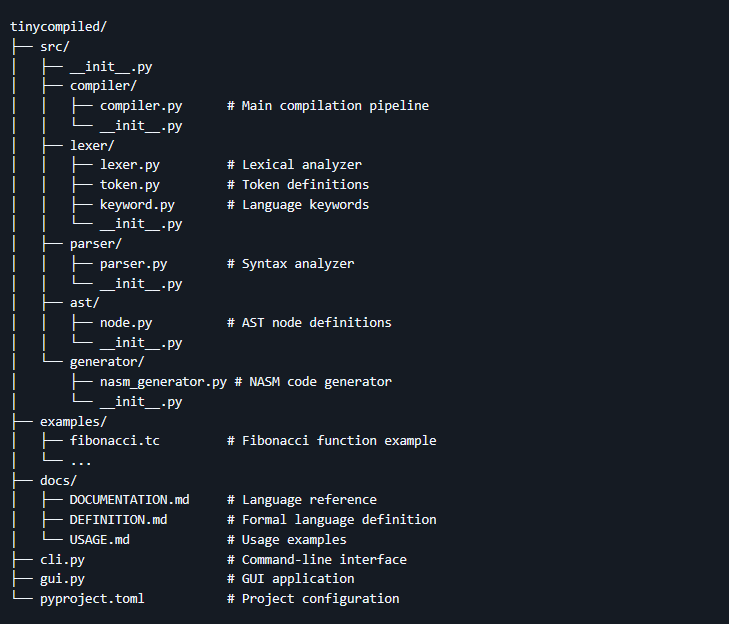 tinycompiled/
├── src/
│   ├── __init__.py
│   ├── compiler/
│   │   ├── compiler.py      # Main compilation pipeline
│   │   └── __init__.py
│   ├── lexer/
│   │   ├── lexer.py         # Lexical analyzer
│   │   ├── token.py         # Token definitions
│   │   ├── keyword.py       # Language keywords
│   │   └── __init__.py
│   ├── parser/
│   │   ├── parser.py        # Syntax analyzer
│   │   └── __init__.py
│   ├── ast/
│   │   ├── node.py          # AST node definitions
│   │   └── __init__.py
│   └── generator/
│       ├── nasm_generator.py # NASM code generator
│       └── __init__.py
├── examples/
│   ├── fibonacci.tc         # Fibonacci function example
│   └── ...
├── docs/
│   ├── DOCUMENTATION.md     # Language reference
│   ├── DEFINITION.md        # Formal language definition
│   └── USAGE.md             # Usage examples
├── cli.py                   # Command-line interface
├── gui.py                   # GUI application
└── pyproject.toml           # Project configuration